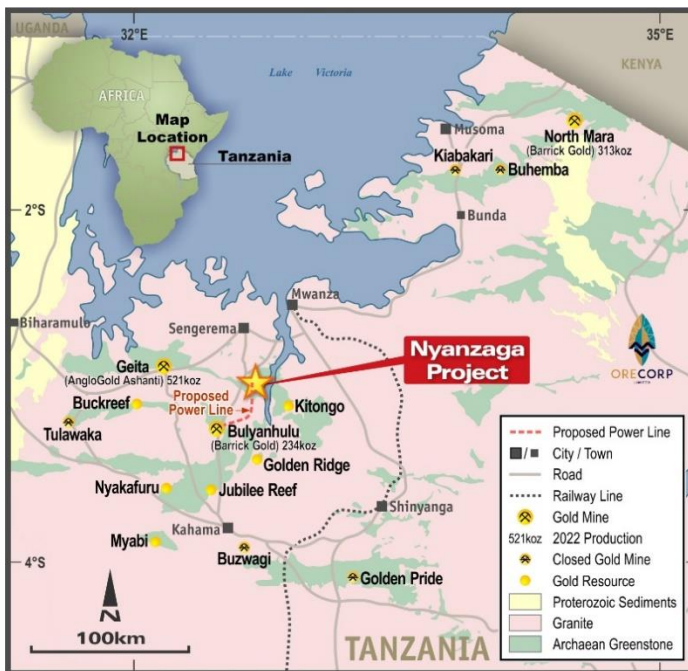 UGANDA
32°E
35°E
KENYA
Lake Victoria
AFRICA
Map
Location
Tanzania
Musoma
North Mara
(Barrick Gold) 313koz
Kiabakari
Buhemba
2°S
2°S
Bunda
Mwanza
Biharamulo
Sengerema
Nyanzaga
Project
ORECORP
Geita
(AngloGold Ashanti) 521koz
Proposed
Power Line
Buckreef
Kitongo
Tulawaka
Bulyanhulu
(Barrick Gold) 234koz
Golden Ridge
Nyakafuru
Jubilee Reef
Shinyanga
Kahama
Myabi
Buzwagi
4°S
4°S
Golden Pride
N
100km
TANZANIA
Proposed Power Line
/ City / Town
Road
Railway Line
Gold Mine
521koz 2022 Production
Closed Gold Mine
Gold Resource
Proterozoic Sediments
Granite
Archaean Greenstone